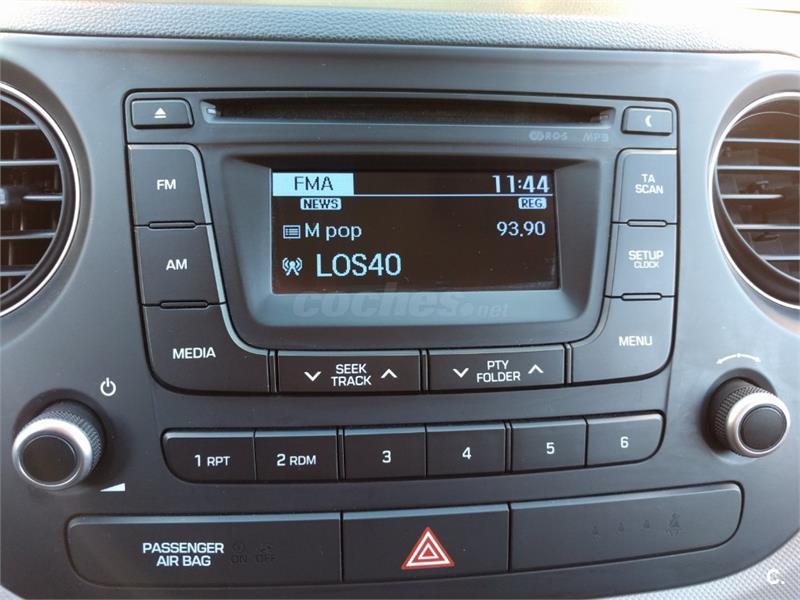 RDS MP3
FM
TA
SCAN
FMA 11:44
NEWS REG
M pop 93.90
LOS40
AM
SETUP
CLOCK
coches.net
MEDIA
MENU
SEEK
TRACK
PTY
FOLDER
1 RPT 2 RDM 3 4 5 6
PASSENGER
AIR BAG
ON OFF
C.